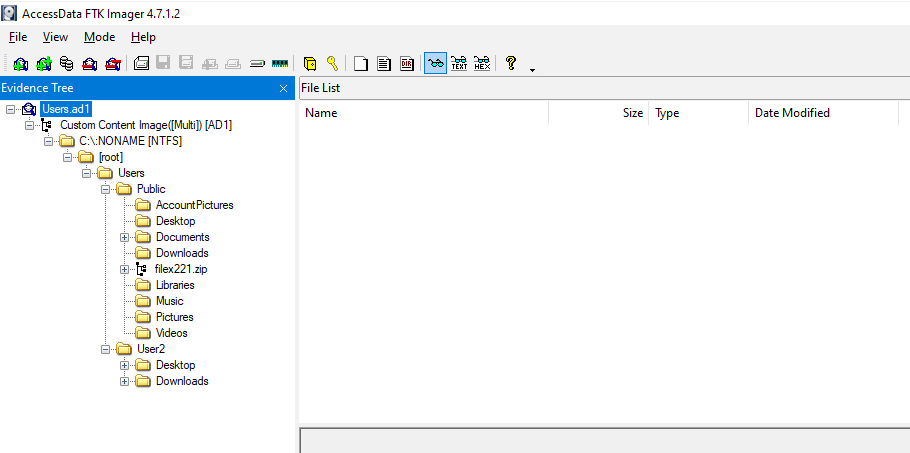 AccessData FTK Imager 4.7.1.2
File View Mode Help
TEXT HEX ?
Evidence Tree
File List
Name Size Type Date Modified
Users.ad1
Custom Content Image([Multi]) [AD1]
C:\:NONAME [NTFS]
[root]
Users
Public
AccountPictures
Desktop
Documents
Downloads
filex221.zip
Libraries
Music
Pictures
Videos
User2
Desktop
Downloads